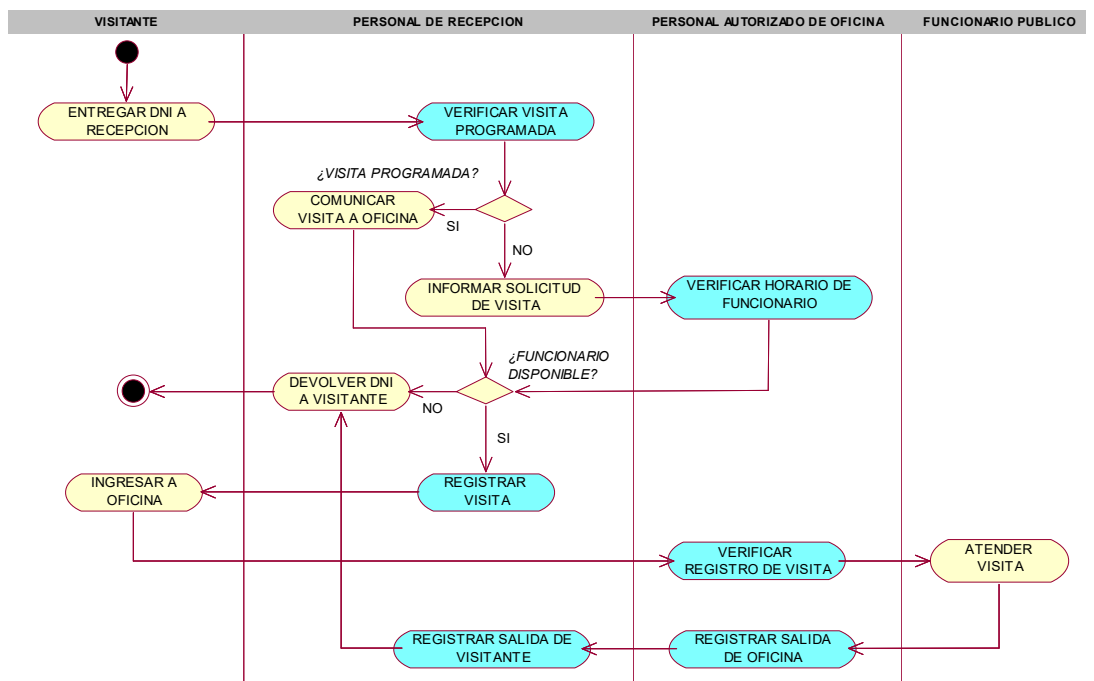 VISITANTE
PERSONAL DE RECEPCION
PERSONAL AUTORIZADO DE OFICINA
FUNCIONARIO PUBLICO
ENTREGAR DNI A
RECEPCION
VERIFICAR VISITA
PROGRAMADA
¿VISITA PROGRAMADA?
COMUNICAR
VISITA A OFICINA
SI
NO
INFORMAR SOLICITUD
DE VISITA
VERIFICAR HORARIO DE
FUNCIONARIO
¿FUNCIONARIO
DISPONIBLE?
DEVOLVER DNI
A VISITANTE
NO
SI
INGRESAR A
OFICINA
REGISTRAR
VISITA
VERIFICAR
REGISTRO DE VISITA
ATENDER
VISITA
REGISTRAR SALIDA DE
VISITANTE
REGISTRAR SALIDA
DE OFICINA